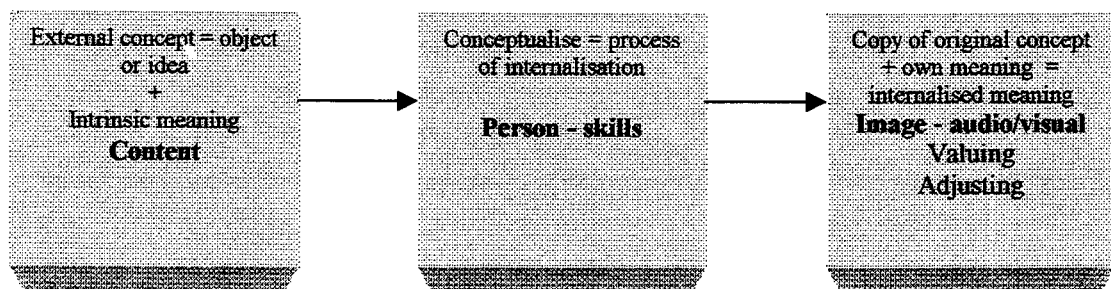 External concept = object
or idea
+
Intrinsic meaning
Content
Conceptualise = process
of internalisation
Person - skills
Copy of original concept
+ own meaning =
internalised meaning
Image - audio/visual
Valuing
Adjusting